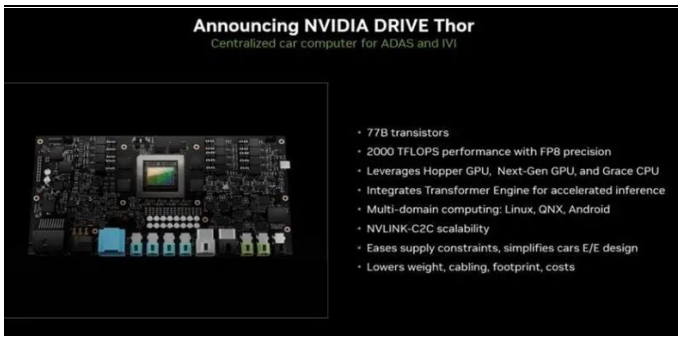 Announcing NVIDIA DRIVE Thor
Centralized car computer for ADAS and IVI
• 77B transistors
• 2000 TFLOPS performance with FP8 precision
• Leverages Hopper GPU, Next-Gen GPU, and Grace CPU
• Integrates Transformer Engine for accelerated inference
• Multi-domain computing: Linux, QNX, Android
• NVLINK-C2C scalability
• Eases supply constraints, simplifies cars E/E design
• Lowers weight, cabling, footprint, costs